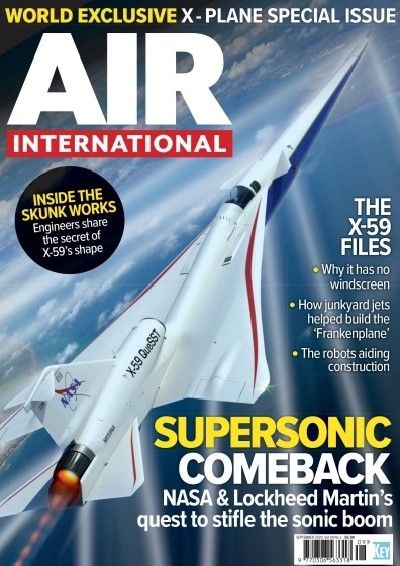 WORLD EXCLUSIVE X-PLANE SPECIAL ISSUE
AIR
INTERNATIONAL
INSIDE THE
SKUNK WORKS
Engineers share
the secret of
X-59's shape
THE
X-59
FILES
• Why it has no
windscreen
• How junkyard jets
helped build the
'Frankenplane'
• The robots aiding
construction
X-59 QueSST
NASA
SUPERSONIC
COMEBACK
NASA & Lockheed Martin's
quest to stifle the sonic boom
KEY